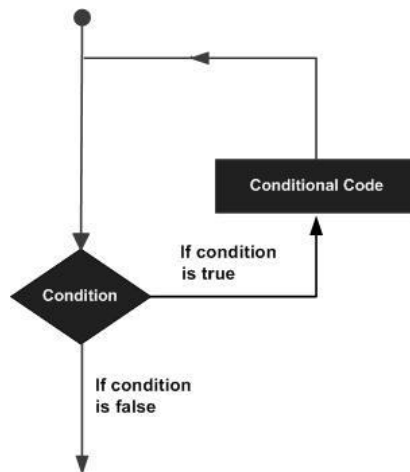 Conditional Code
If condition
is true
Condition
If condition
is false